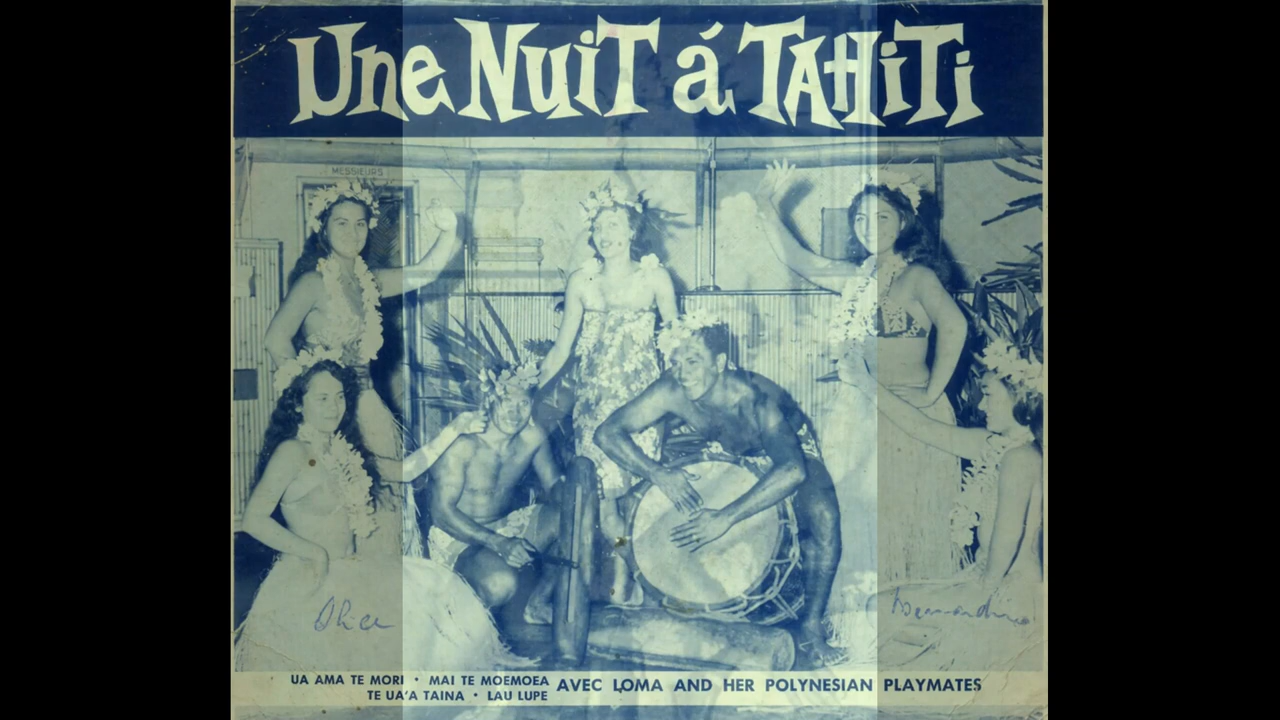 Une Nuit á Tahiti
MESSIEURS
Alice
UA AMA TE MORI • MAI TE MOEMOEA
TE UA'A TAINA • LAU LUPE
AVEC LOMA AND HER POLYNESIAN PLAYMATES